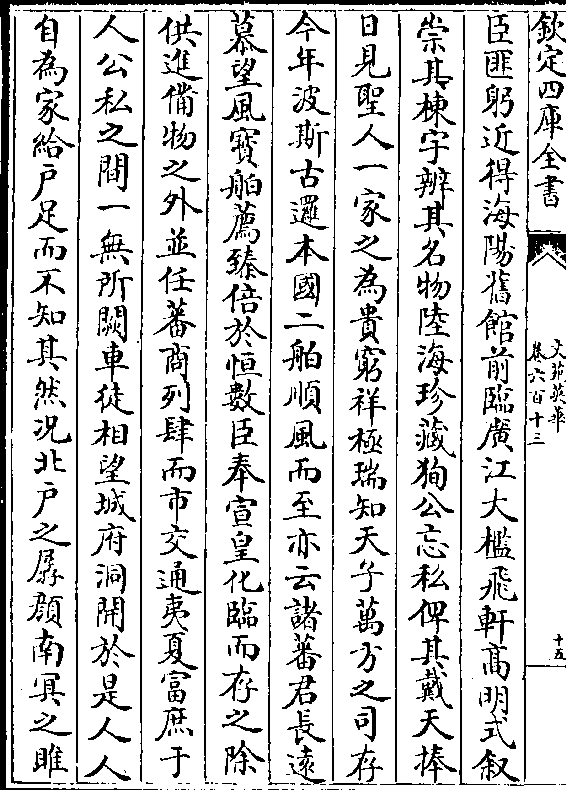 欽定四庫全書
文苑英華
卷六百十三
十五
臣匪躬近得海陽舊館前臨廣江大檻飛軒高明式叙
崇其棟宇辨其名物陸海珍藏狥公忘私俾其戴天捧
日見聖人一家之為貴窮祥極瑞知天子萬方之司存
今年波斯古邏本國二舶順風而至亦云諸蕃君長遠
慕望風寳舶薦臻倍於恒數臣奉宣皇化臨而存之除
供進備物之外並任蕃商列肆而市交通夷夏富庶于
人公私之間一無所闕車徒相望城府洞開於是人人
自為家給戶足而不知其然况北戶之孱顔南冥之睢